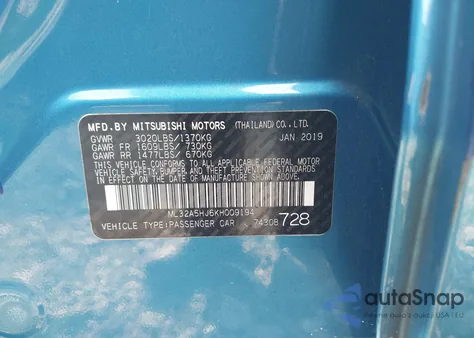 MFD.BY MITSUBISHI MOTORS (THAILAND) CO., LTD.
GVWR 3020LBS/1370KG JAN 2019
GAWR FR 1609LBS/ 730KG
GAWR RR 1477LBS/ 670KG
THIS VEHICLE CONFORMS TO ALL APPLICABLE FEDERAL MOTOR
VEHICLE SAFETY, BUMPER, AND THEFT PREVENTION STANDARDS
IN EFFECT ON THE DATE OF MANUFACTURE SHOWN ABOVE.
ML32A5HJ6KH009194
VEHICLE TYPE:PASSENGER CAR 7430B 728
autoSnap